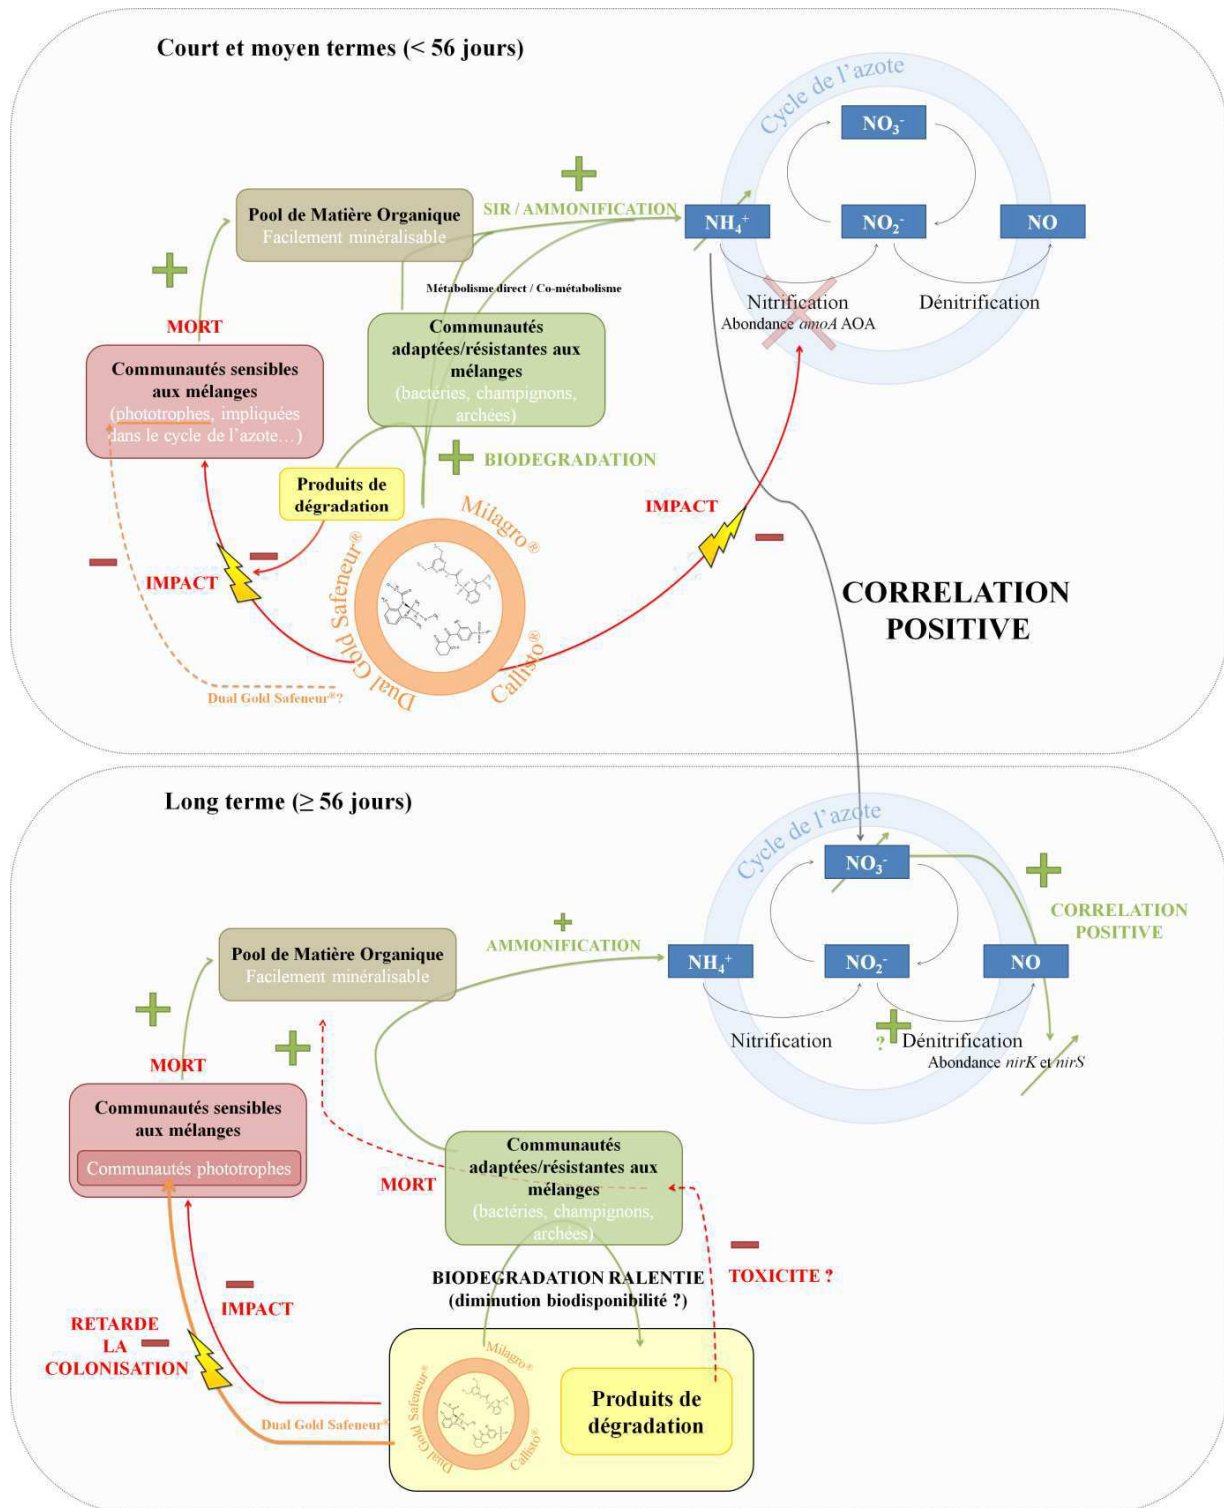 Court et moyen termes (< 56 jours)
Cycle de l'azote
NO₃⁻
Pool de Matière Organique
Facilement minéralisable
SIR / AMMONIFICATION
NH₄⁺
NO₂⁻
NO
Métabolisme direct / Co-métabolisme
Nitrification
Abondance amoA AOA
Dénitrification
MORT
Communautés
adaptées/résistantes aux
mélanges
(bactéries, champignons,
archées)
Communautés sensibles
aux mélanges
(phototrophes, impliquées
dans le cycle de l'azote…)
BIODEGRADATION
Produits de
dégradation
IMPACT
IMPACT
Milagro®
Dual Gold Safeneur®
Callisto®
Dual Gold Safeneur®?
CORRELATION
POSITIVE
Long terme (≥ 56 jours)
Cycle de l'azote
NO₃⁻
CORRELATION
POSITIVE
AMMONIFICATION
Pool de Matière Organique
Facilement minéralisable
NH₄⁺
NO₂⁻
NO
Nitrification
?
Dénitrification
Abondance nirK et nirS
MORT
Communautés sensibles
aux mélanges
Communautés phototrophes
Communautés
adaptées/résistantes aux
mélanges
(bactéries, champignons,
archées)
MORT
TOXICITE ?
BIODEGRADATION RALENTIE
(diminution biodisponibilité ?)
IMPACT
RETARDE
LA
COLONISATION
Dual Gold Safeneur®
Milagro®
Dual Gold Safeneur®
Callisto®
Produits de
dégradation